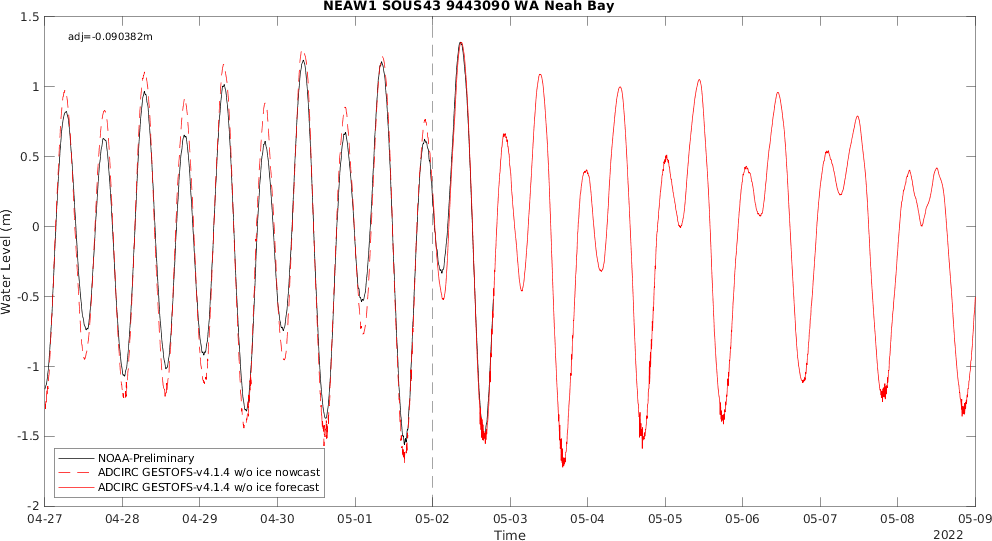 NEAW1 SOUS43 9443090 WA Neah Bay
adj=-0.090382m
1.5
1
0.5
0
-0.5
-1
-1.5
-2
Water Level (m)
NOAA-Preliminary
ADCIRC GESTOFS-v4.1.4 w/o ice nowcast
ADCIRC GESTOFS-v4.1.4 w/o ice forecast
04-27 04-28 04-29 04-30 05-01 05-02 05-03 05-04 05-05 05-06 05-07 05-08 05-09
Time
2022